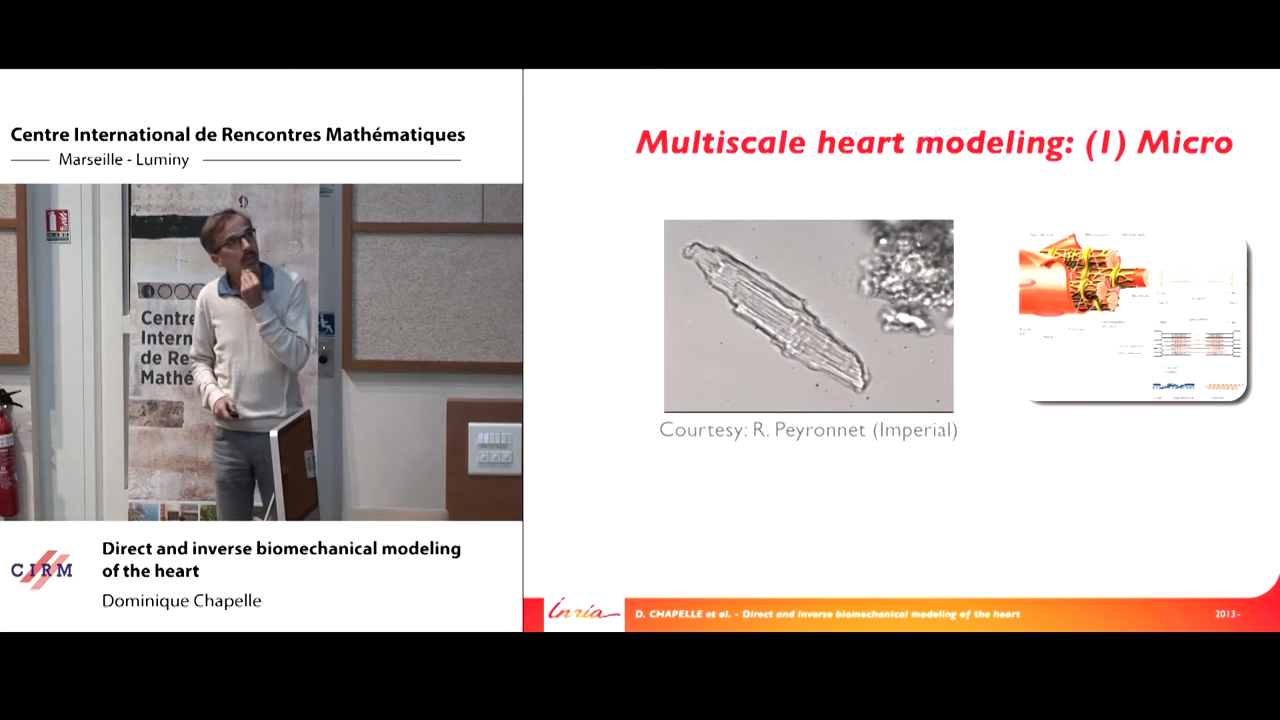 Centre International de Rencontres Mathématiques
Marseille - Luminy
Centre
Intern
de Re
Mathé
CIRM
Direct and inverse biomechanical modeling
of the heart
Dominique Chapelle
Multiscale heart modeling: (1) Micro
Courtesy: R. Peyronnet (Imperial)
Inria
D. CHAPELLE et al. - Direct and inverse biomechanical modeling of the heart
2013-